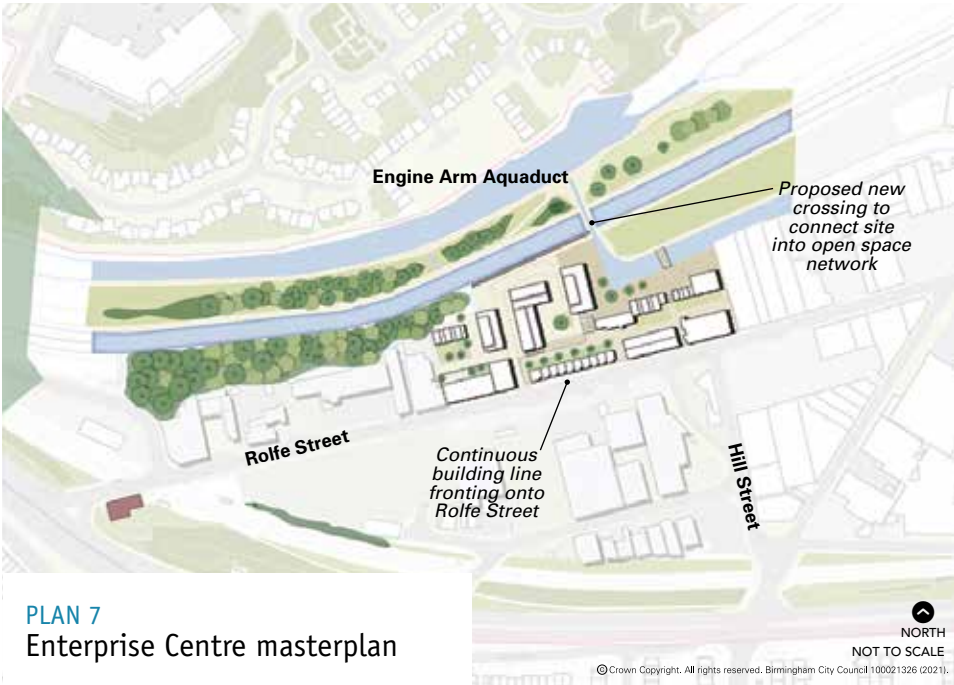 Engine Arm Aquaduct
Proposed new
crossing to
connect site
into open space
network
Rolfe Street
Continuous
building line
fronting onto
Rolfe Street
Hill Street
PLAN 7
Enterprise Centre masterplan
NORTH
NOT TO SCALE
© Crown Copyright. All rights reserved. Birmingham City Council 100021326 (2021).